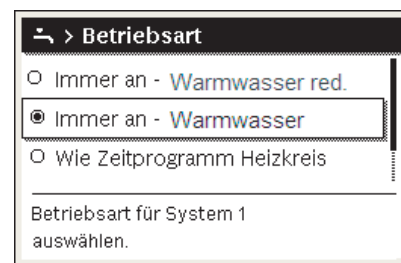 > Betriebsart
Immer an - Warmwasser red.
Immer an - Warmwasser
Wie Zeitprogramm Heizkreis
Betriebsart für System 1
auswählen.